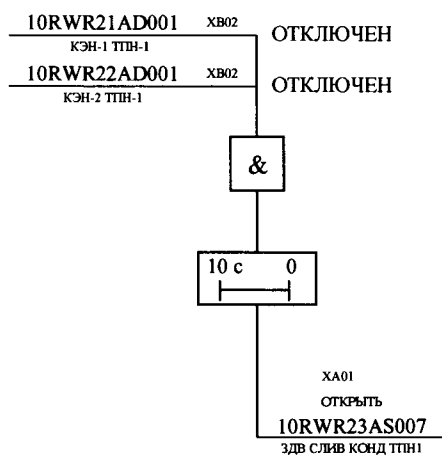 10RWR21AD001 XB02 ОТКЛЮЧЕН
КЭН-1 ТПН-1
10RWR22AD001 XB02 ОТКЛЮЧЕН
КЭН-2 ТПН-1
&
10 с 0
XA01
ОТКРЫТЬ
10RWR23AS007
ЗДВ СЛИВ КОНД ТПН1